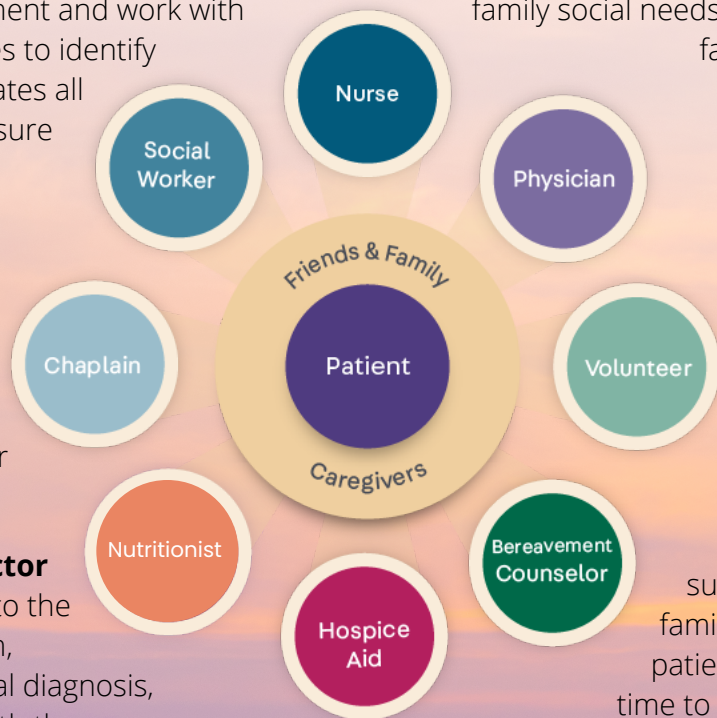 ment and work with
family social needs
es to identify
fa
ates all
sure
Nurse
Social
Worker
Physician
Friends & Family
Patient
Caregivers
Chaplain
Volunteer
r
Nutritionist
Bereavement
Counselor
Hospice
Aid
ctor
to the
n,
al diagnosis,
su
fami
patie
time to